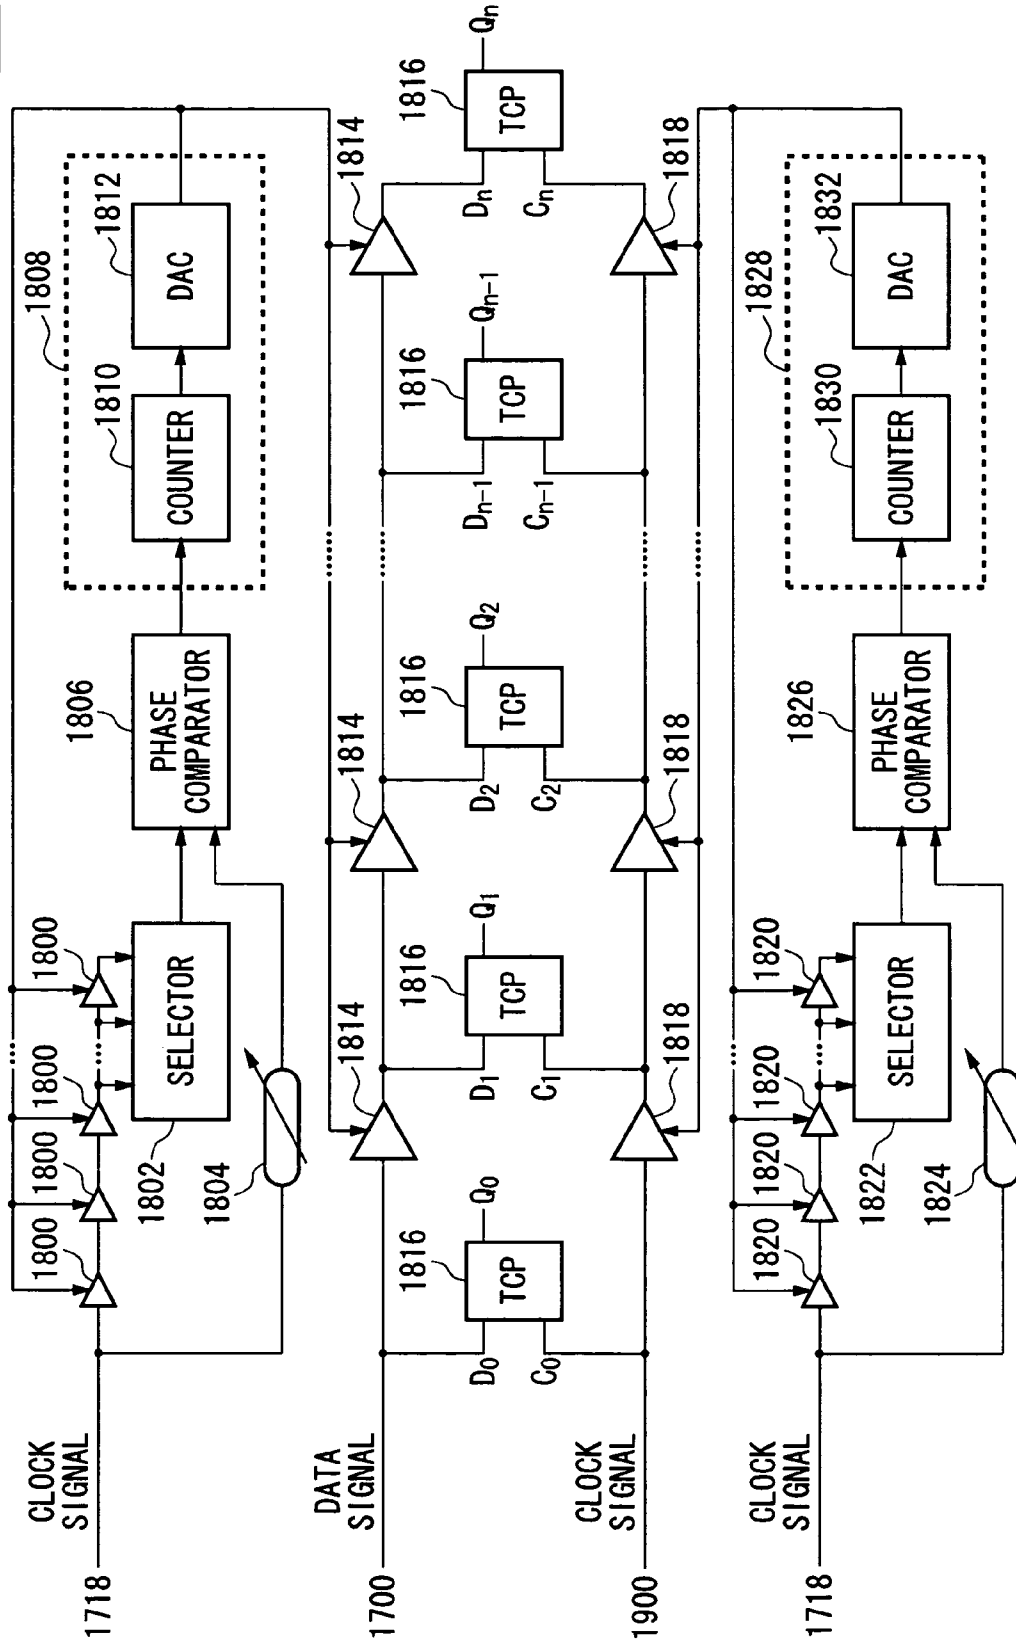 1808
1810
1812
COUNTER
DAC
1806
PHASE
COMPARATOR
1800
1800
1800
1800
SELECTOR
1802
1804
CLOCK
SIGNAL
1718
1814
1814
1814
DATA
SIGNAL
1700
1816
TCP
D0
C0
Q0
1816
TCP
D1
C1
Q1
1816
TCP
D2
C2
Q2
1816
TCP
Dn-1
Cn-1
Qn-1
1816
TCP
Dn
Cn
Qn
CLOCK
SIGNAL
1900
1818
1818
1818
1828
1830
1832
COUNTER
DAC
1826
PHASE
COMPARATOR
1820
1820
1820
1820
SELECTOR
1822
1824
CLOCK
SIGNAL
1718